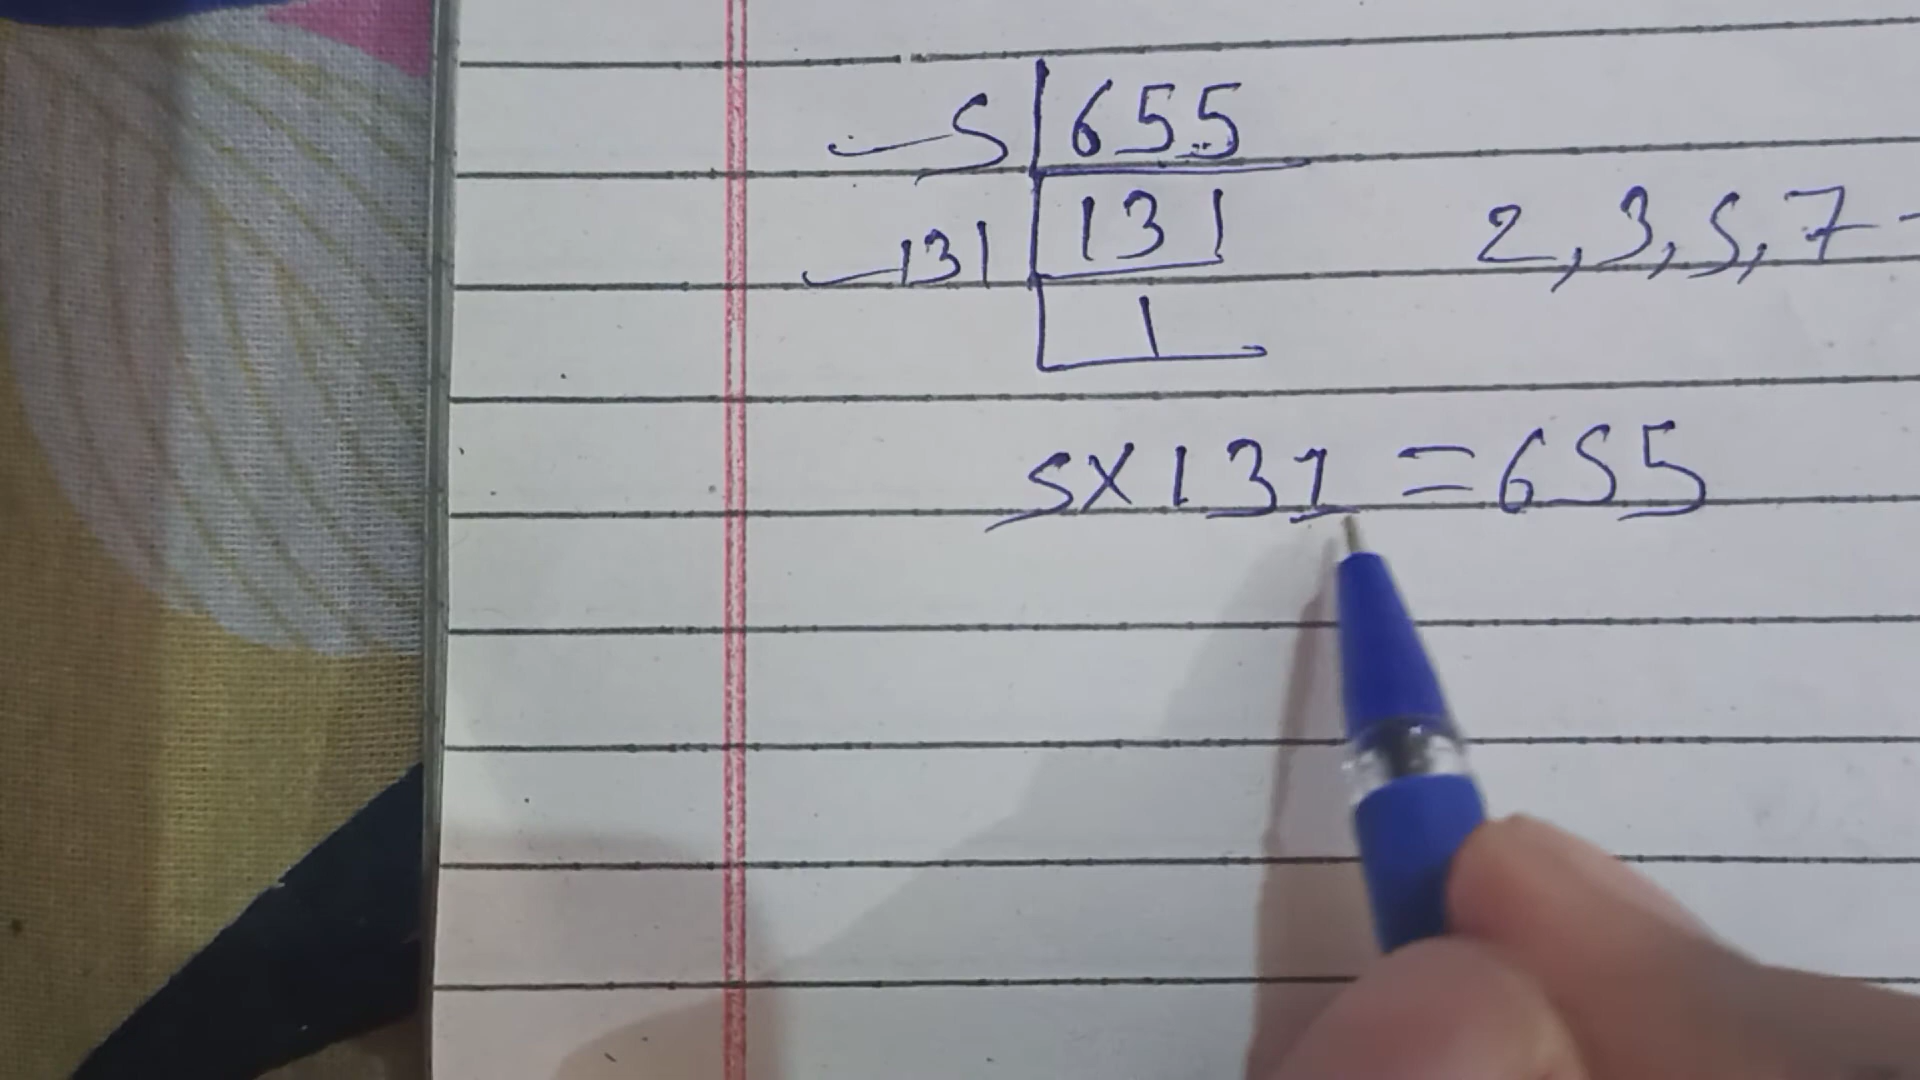 5 | 655
131 | 131 2, 3, 5, 7 -
1
5 x 131 = 655